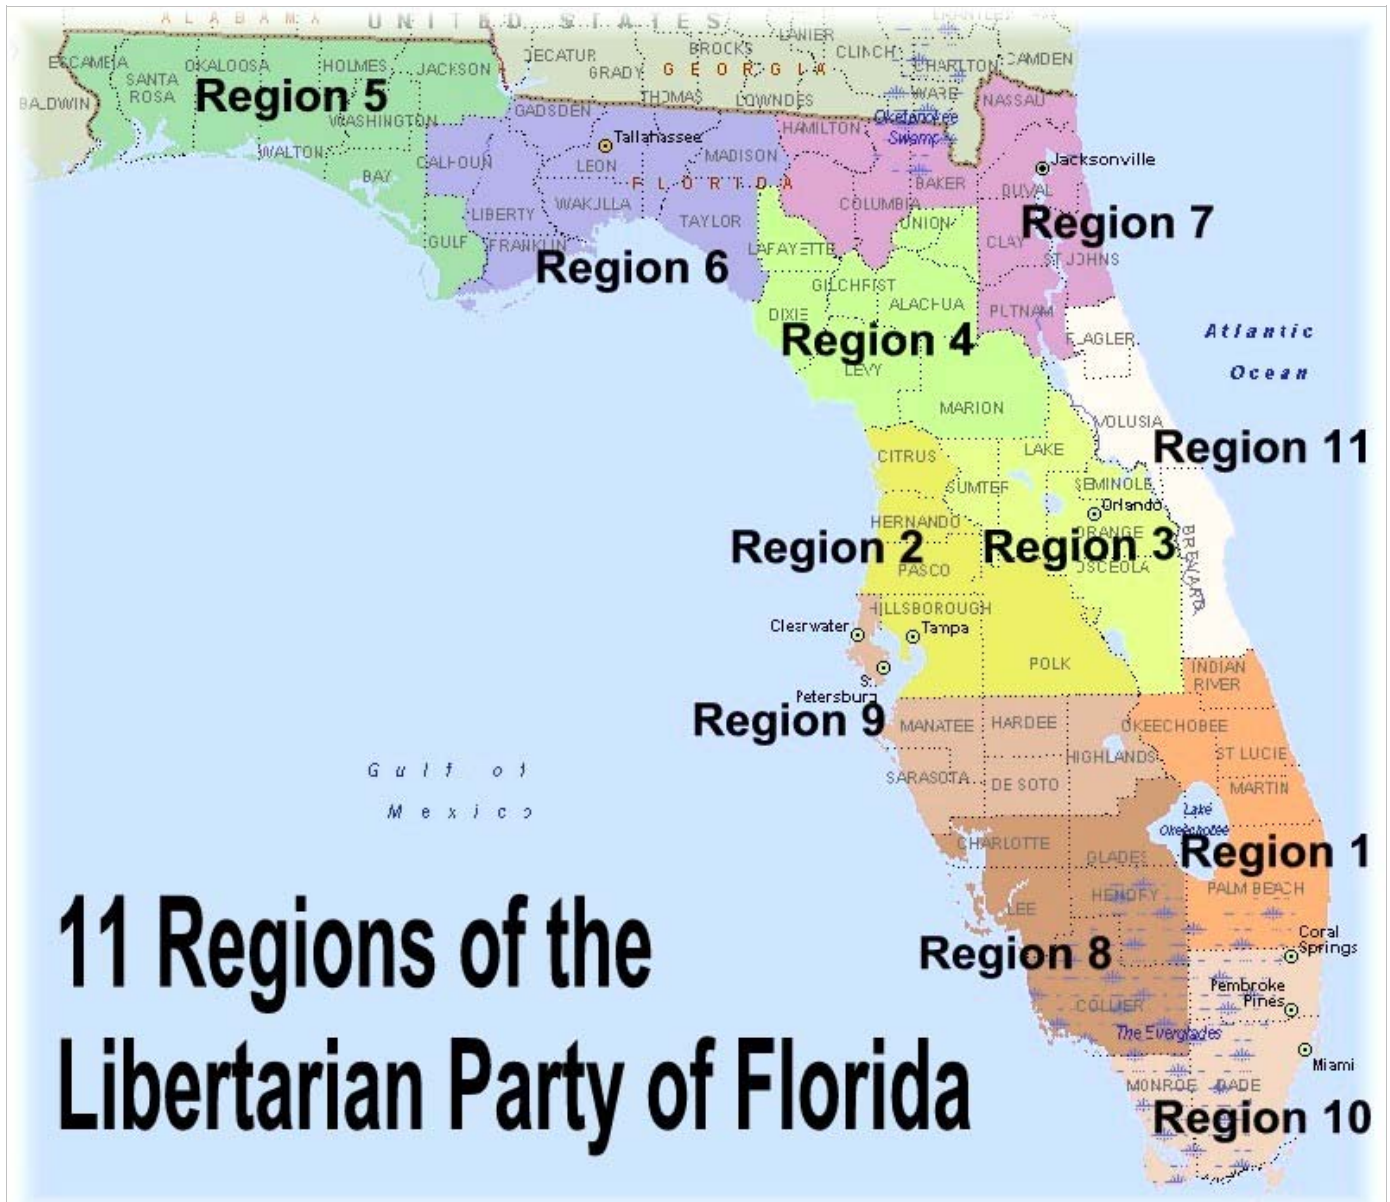 ALABAMA
UNITED STATES
LANIER
BROCKS
CLINCH
DECATUR
ESCAMBIA
OKALOOSA
HOLMES
JACKSON
GRADY
GEORGIA
CHARLTON
CAMDEN
SANTA
ROSA
Region 5
BALDWIN
THOMAS
LOWNDES
WARE
NASSAU
GADSDEN
WASHINGTON
HAMILTON
Okefenokee
Swamp
Tallahassee
WALTON
CALHOUN
LEON
MADISON
Jacksonville
BAY
FLORIDA
BAKER
DUVAL
LIBERTY
WAKULLA
TAYLOR
COLUMBIA
UNION
Region 7
GULF
FRANKLIN
LAFAYETTE
CLAY
ST JOHNS
Region 6
GILCHRIST
ALACHUA
DIXIE
PUTNAM
Region 4
FLAGLER
Atlantic
Ocean
LEVY
MARION
VOLUSIA
CITRUS
LAKE
Region 11
SUMTER
SEMINOLE
Orlando
HERNANDO
ORANGE
Region 2
Region 3
PASCO
OSCEOLA
BREVARD
HILLSBOROUGH
Clearwater
Tampa
POLK
INDIAN
RIVER
St.
Petersburg
Region 9
MANATEE
HARDEE
OKEECHOBEE
HIGHLANDS
ST LUCIE
SARASOTA
DE SOTO
MARTIN
Gulf of
Mexico
Lake
Okeechobee
CHARLOTTE
GLADES
Region 1
HENDRY
PALM BEACH
LEE
11 Regions of the
Libertarian Party of Florida
Coral
Springs
Region 8
Pembroke
Pines
COLLIER
The Everglades
Miami
MONROE
DADE
Region 10